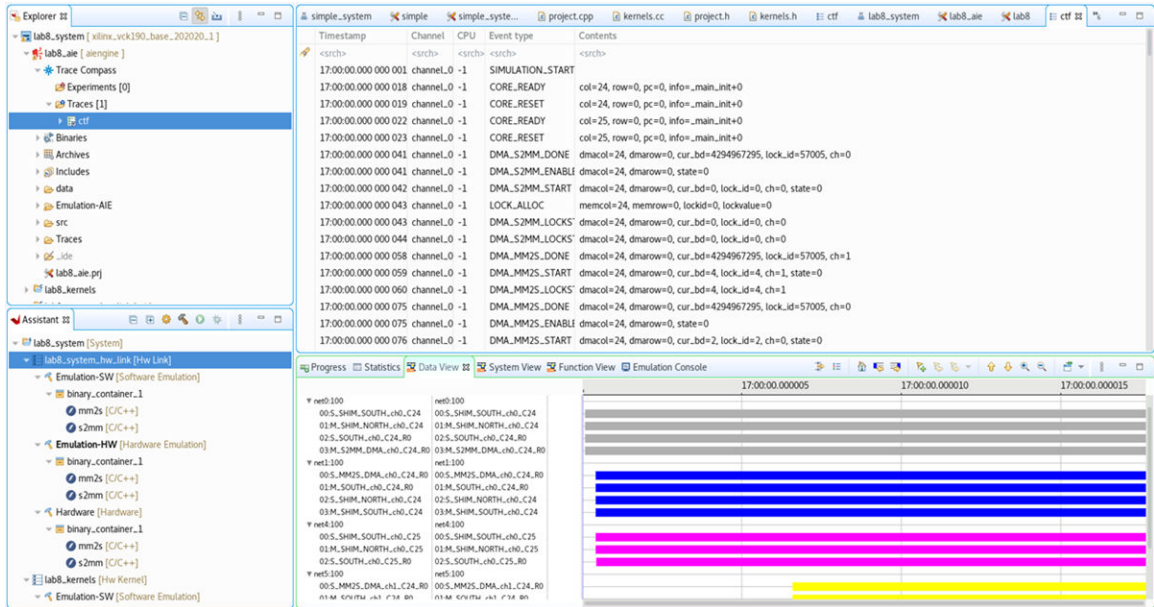 Explorer
lab8_system [ xilinx_vck190_base_202020_1 ]
lab8_aie [ aiengine ]
Trace Compass
Experiments [0]
Traces [1]
ctf
Binaries
Archives
Includes
data
Emulation-AIE
src
Traces
_ide
lab8_aie.prj
lab8_kernels
Assistant
lab8_system [System]
lab8_system_hw_link [Hw Link]
Emulation-SW [Software Emulation]
binary_container_1
mm2s [C/C++]
s2mm [C/C++]
Emulation-HW [Hardware Emulation]
binary_container_1
mm2s [C/C++]
s2mm [C/C++]
Hardware [Hardware]
binary_container_1
mm2s [C/C++]
s2mm [C/C++]
lab8_kernels [Hw Kernel]
Emulation-SW [Software Emulation]
simple_system simple simple_syste... project.cpp kernels.cc project.h kernels.h ctf lab8_system lab8_aie lab8 ctf
Timestamp Channel CPU Event type Contents
<srch> <srch> <srch> <srch> <srch>
17:00:00.000 000 001 channel_0 -1 SIMULATION_START
17:00:00.000 000 018 channel_0 -1 CORE_READY col=24, row=0, pc=0, info=_main_init+0
17:00:00.000 000 019 channel_0 -1 CORE_RESET col=24, row=0, pc=0, info=_main_init+0
17:00:00.000 000 022 channel_0 -1 CORE_READY col=25, row=0, pc=0, info=_main_init+0
17:00:00.000 000 023 channel_0 -1 CORE_RESET col=25, row=0, pc=0, info=_main_init+0
17:00:00.000 000 041 channel_0 -1 DMA_S2MM_DONE dmacol=24, dmarow=0, cur_bd=4294967295, lock_id=57005, ch=0
17:00:00.000 000 041 channel_0 -1 DMA_S2MM_ENABLE dmacol=24, dmarow=0, state=0
17:00:00.000 000 042 channel_0 -1 DMA_S2MM_START dmacol=24, dmarow=0, cur_bd=0, lock_id=0, ch=0, state=0
17:00:00.000 000 043 channel_0 -1 LOCK_ALLOC memcol=24, memrow=0, lockid=0, lockvalue=0
17:00:00.000 000 043 channel_0 -1 DMA_S2MM_LOCKS dmacol=24, dmarow=0, cur_bd=0, lock_id=0, ch=0
17:00:00.000 000 044 channel_0 -1 DMA_S2MM_LOCKS dmacol=24, dmarow=0, cur_bd=0, lock_id=0, ch=0
17:00:00.000 000 058 channel_0 -1 DMA_MM2S_DONE dmacol=24, dmarow=0, cur_bd=4294967295, lock_id=57005, ch=1
17:00:00.000 000 059 channel_0 -1 DMA_MM2S_START dmacol=24, dmarow=0, cur_bd=4, lock_id=4, ch=1, state=0
17:00:00.000 000 060 channel_0 -1 DMA_MM2S_LOCKS dmacol=24, dmarow=0, cur_bd=4, lock_id=4, ch=1
17:00:00.000 000 075 channel_0 -1 DMA_MM2S_DONE dmacol=24, dmarow=0, cur_bd=4294967295, lock_id=57005, ch=0
17:00:00.000 000 075 channel_0 -1 DMA_MM2S_ENABLE dmacol=24, dmarow=0, state=0
17:00:00.000 000 076 channel_0 -1 DMA_MM2S_START dmacol=24, dmarow=0, cur_bd=2, lock_id=2, ch=0, state=0
Progress Statistics Data View System View Function View Emulation Console
17:00:00.000005 17:00:00.000010 17:00:00.000015
net0:100 net0:100
00:S_SHIM_SOUTH_ch0_C24 00:S_SHIM_SOUTH_ch0_C24
01:M_SHIM_NORTH_ch0_C24 01:M_SHIM_NORTH_ch0_C24
02:S_SOUTH_ch0_C24_R0 02:S_SOUTH_ch0_C24_R0
03:M_S2MM_DMA_ch0_C24_R0 03:M_S2MM_DMA_ch0_C24_R0
net1:100 net1:100
00:S_MM2S_DMA_ch0_C24_R0 00:S_MM2S_DMA_ch0_C24_R0
01:M_SOUTH_ch0_C24_R0 01:M_SOUTH_ch0_C24_R0
02:S_SHIM_NORTH_ch0_C24 02:S_SHIM_NORTH_ch0_C24
03:M_SHIM_SOUTH_ch0_C24 03:M_SHIM_SOUTH_ch0_C24
net4:100 net4:100
00:S_SHIM_SOUTH_ch0_C25 00:S_SHIM_SOUTH_ch0_C25
01:M_SHIM_NORTH_ch0_C25 01:M_SHIM_NORTH_ch0_C25
02:S_SOUTH_ch0_C25_R0 02:S_SOUTH_ch0_C25_R0
net5:100 net5:100
00:S_MM2S_DMA_ch1_C24_R0 00:S_MM2S_DMA_ch1_C24_R0
01:M_SOUTH_ch1_C24_R0 01:M_SOUTH_ch1_C24_R0